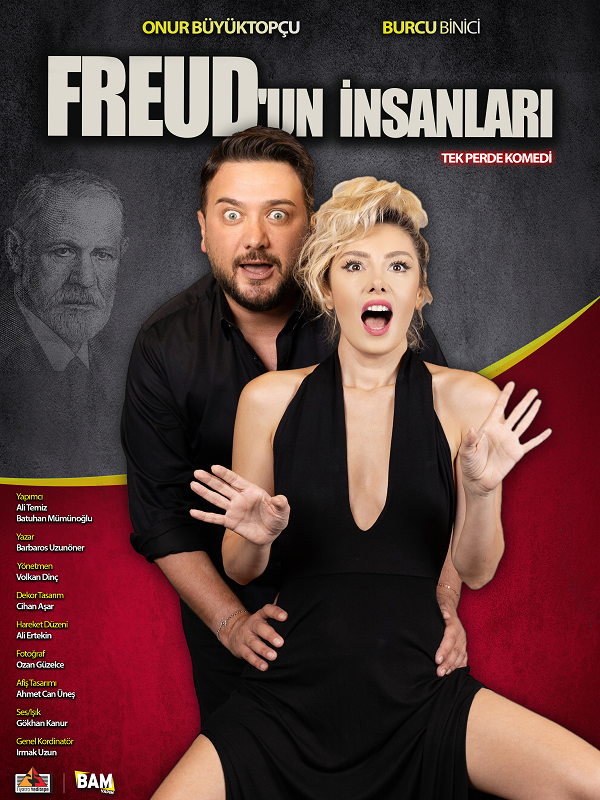 ONUR BÜYÜKTOPÇU BURCU BİNİCİ
FREUD'UN İNSANLARI
TEK PERDE KOMEDİ
Yapımcı
Ali Temiz
Batuhan Mümünoğlu
Yazar
Barbaros Uzunöner
Yönetmen
Volkan Dinç
Dekor Tasarım
Cihan Aşar
Hareket Düzeni
Ali Ertekin
Fotoğraf
Ozan Güzelce
Afiş Tasarımı
Ahmet Can Üneş
Ses/Işık
Gökhan Kanur
Genel Kordinatör
Irmak Uzun
BAM